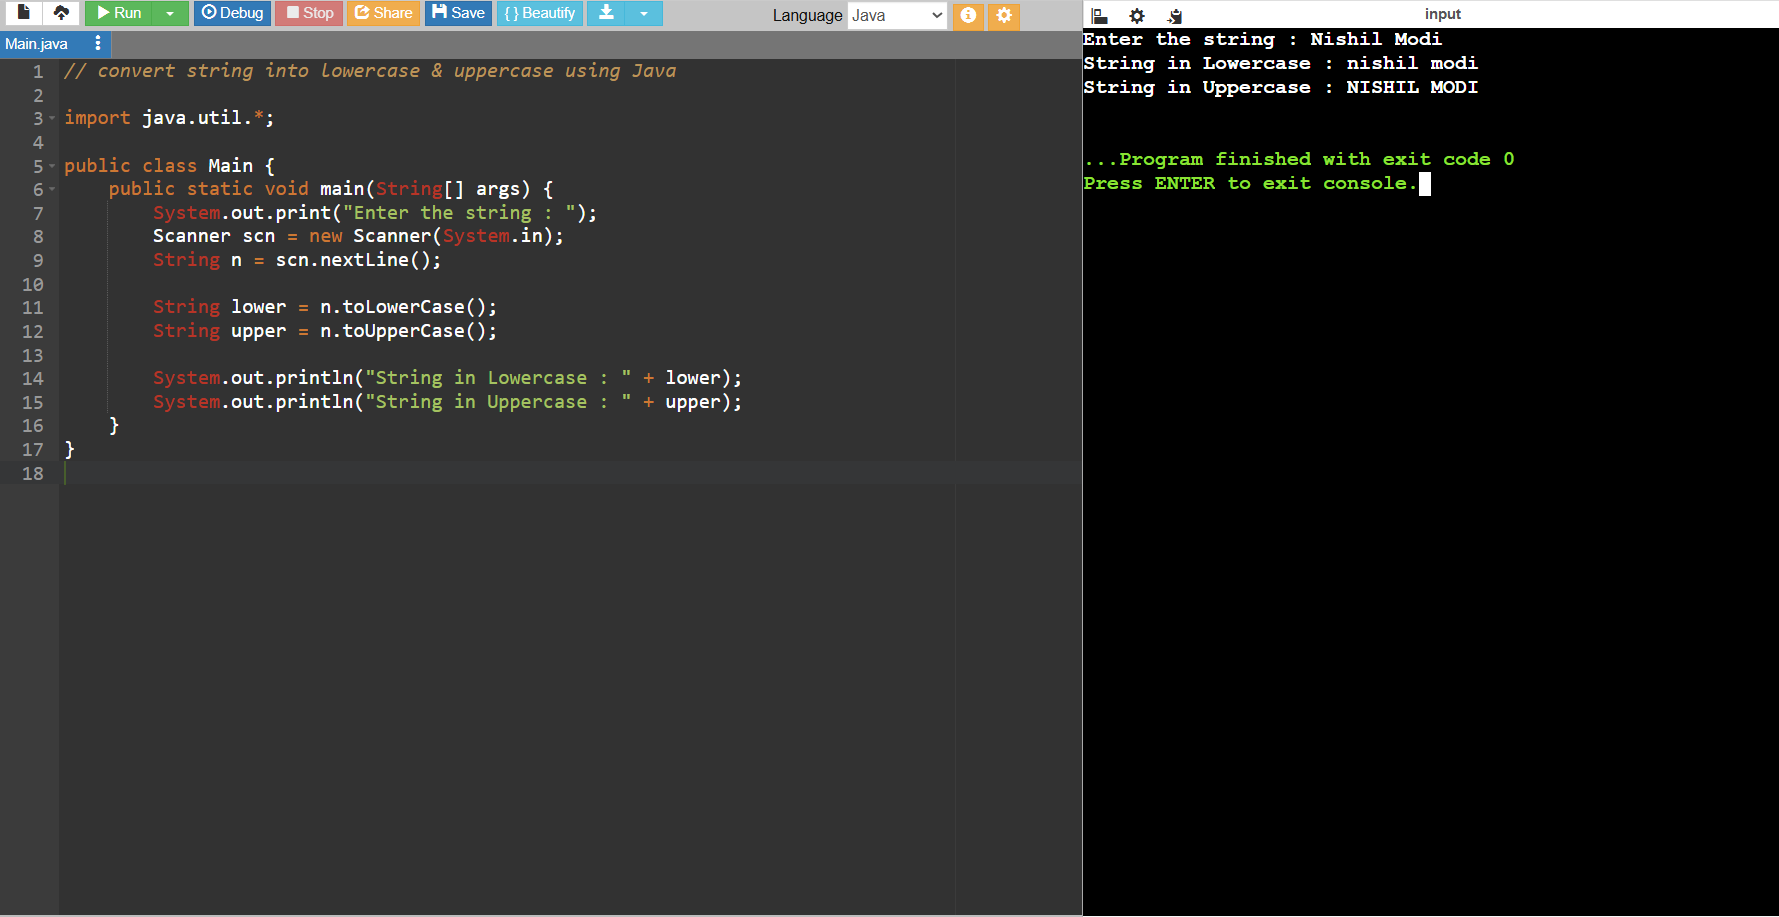 Run Debug Stop Share Save { } Beautify Language Java
Main.java
1 // convert string into lowercase & uppercase using Java
2
3 import java.util.*;
4
5 public class Main {
6     public static void main(String[] args) {
7         System.out.print("Enter the string : ");
8         Scanner scn = new Scanner(System.in);
9         String n = scn.nextLine();
10
11         String lower = n.toLowerCase();
12         String upper = n.toUpperCase();
13
14         System.out.println("String in Lowercase : " + lower);
15         System.out.println("String in Uppercase : " + upper);
16     }
17 }
18
input
Enter the string : Nishil Modi
String in Lowercase : nishil modi
String in Uppercase : NISHIL MODI
...Program finished with exit code 0
Press ENTER to exit console.